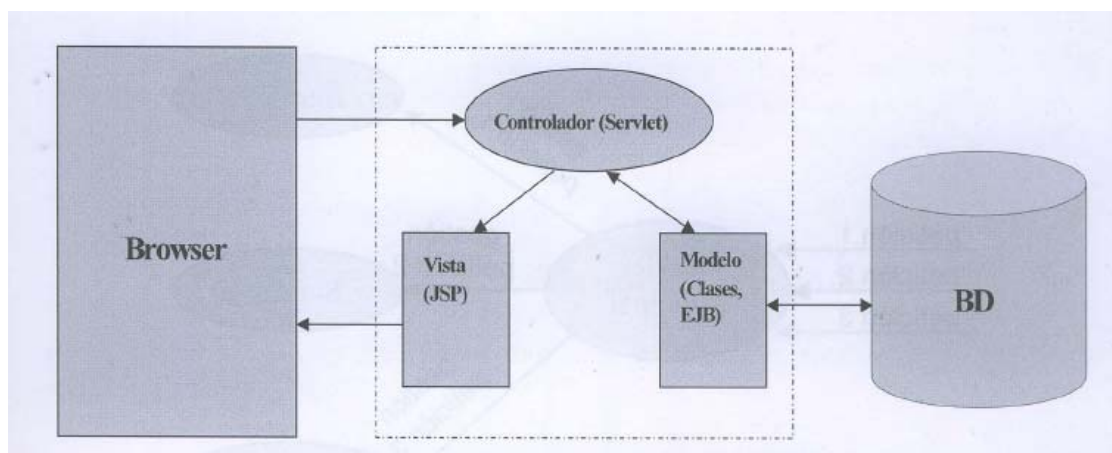 Controlador (Servlet)
Browser
Vista
(JSP)
Modelo
(Clases,
EJB)
BD